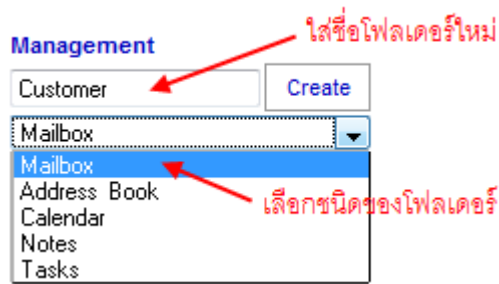 ใส่ชื่อโฟลเดอร์ใหม่
Management
Customer Create
Mailbox
Mailbox
Address Book
เลือกชนิดของโฟลเดอร์
Calendar
Notes
Tasks